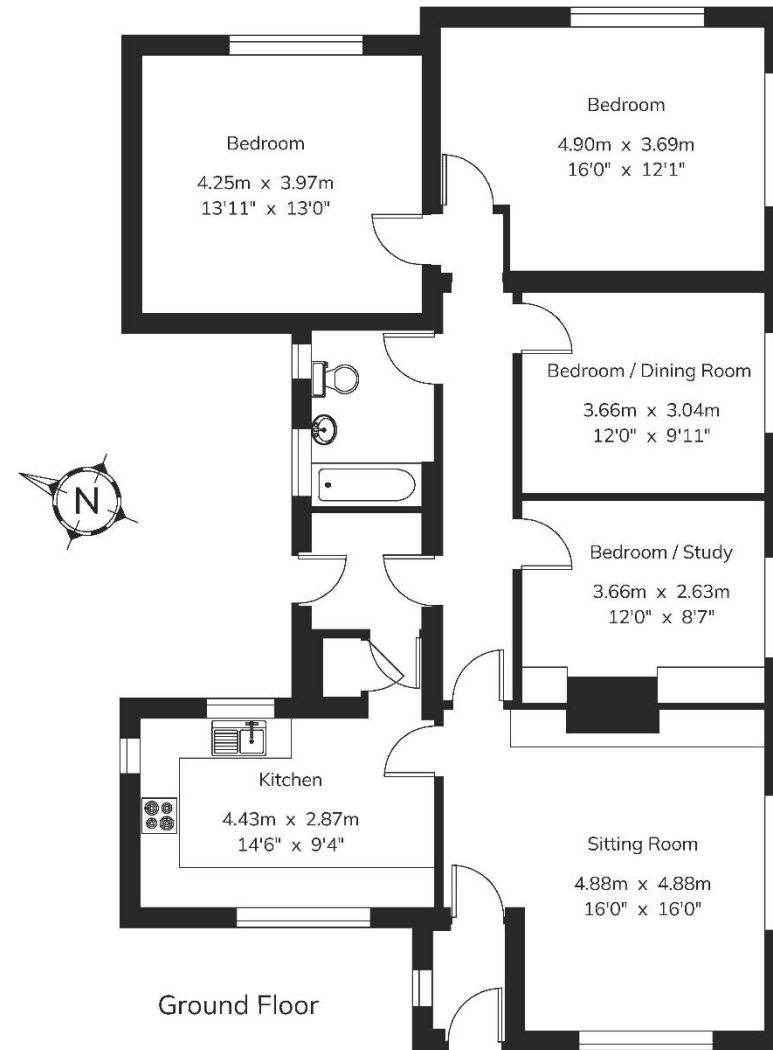 Bedroom
4.90m x 3.69m
16'0" x 12'1"
Bedroom
4.25m x 3.97m
13'11" x 13'0"
Bedroom / Dining Room
3.66m x 3.04m
12'0" x 9'11"
N
Bedroom / Study
3.66m x 2.63m
12'0" x 8'7"
Kitchen
4.43m x 2.87m
14'6" x 9'4"
Sitting Room
4.88m x 4.88m
16'0" x 16'0"
Ground Floor